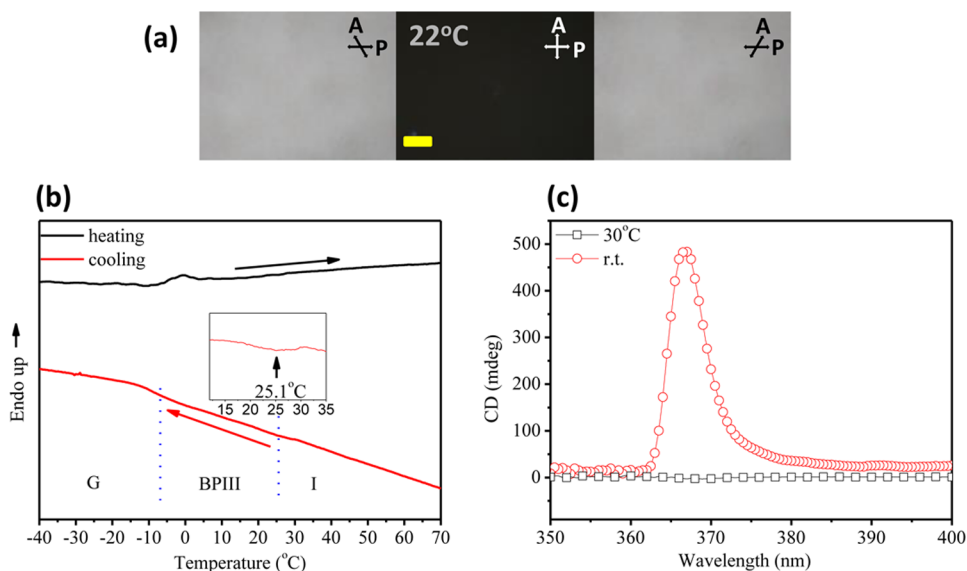 (a)
A
P
22°C
A
P
A
P
(b)
heating
cooling
Endo up
25.1°C
15 20 25 30 35
G
BPIII
I
-40 -30 -20 -10 0 10 20 30 40 50 60 70
Temperature (°C)
(c)
30°C
r.t.
500
400
300
200
100
0
CD (mdeg)
350 360 370 380 390 400
Wavelength (nm)